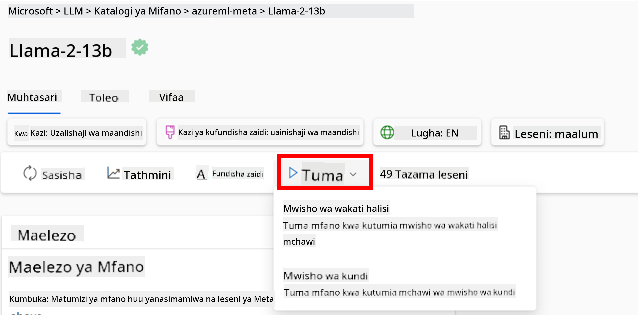 Microsoft > LLM > Katalogi ya Mifano > azureml-meta > Llama-2-13b
Llama-2-13b
Muhtasari Toleo Vifaa
Kwa: Kazi: Uzalishaji wa maandishi Kazi ya kufundisha zaidi: uainishaji wa maandishi Lugha: EN Leseni: maalum
Sasisha Tathmini Fundisha zaidi Tuma 49 Tazama leseni
Mwisho wa wakati halisi
Tuma mfano kwa kutumia mwisho wa wakati halisi
mchawi
Mwisho wa kundi
Tuma mfano kwa kutumia mchawi wa mwisho wa kundi
Maelezo
Maelezo ya Mfano
Kumbuka: Matumizi ya mfano huu yanasimamiwa na leseni ya Meta